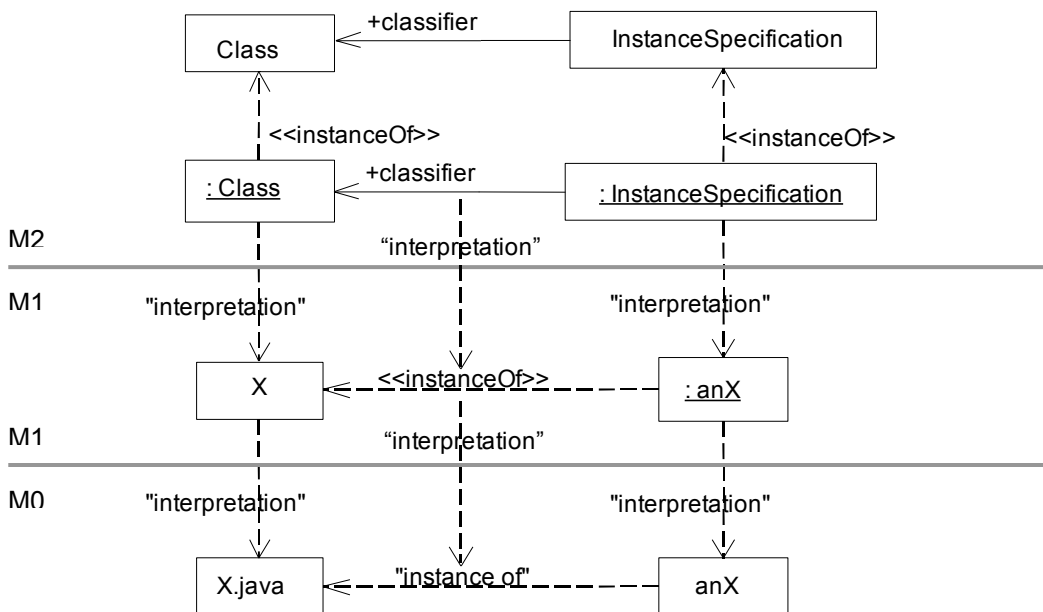 +classifier
Class
InstanceSpecification
<<instanceOf>>
<<instanceOf>>
+classifier
: Class
: InstanceSpecification
M2
“interpretation”
M1
"interpretation"
"interpretation"
X
<<instanceOf>>
: anX
M1
“interpretation”
M0
"interpretation"
"interpretation"
X.java
"instance of"
anX